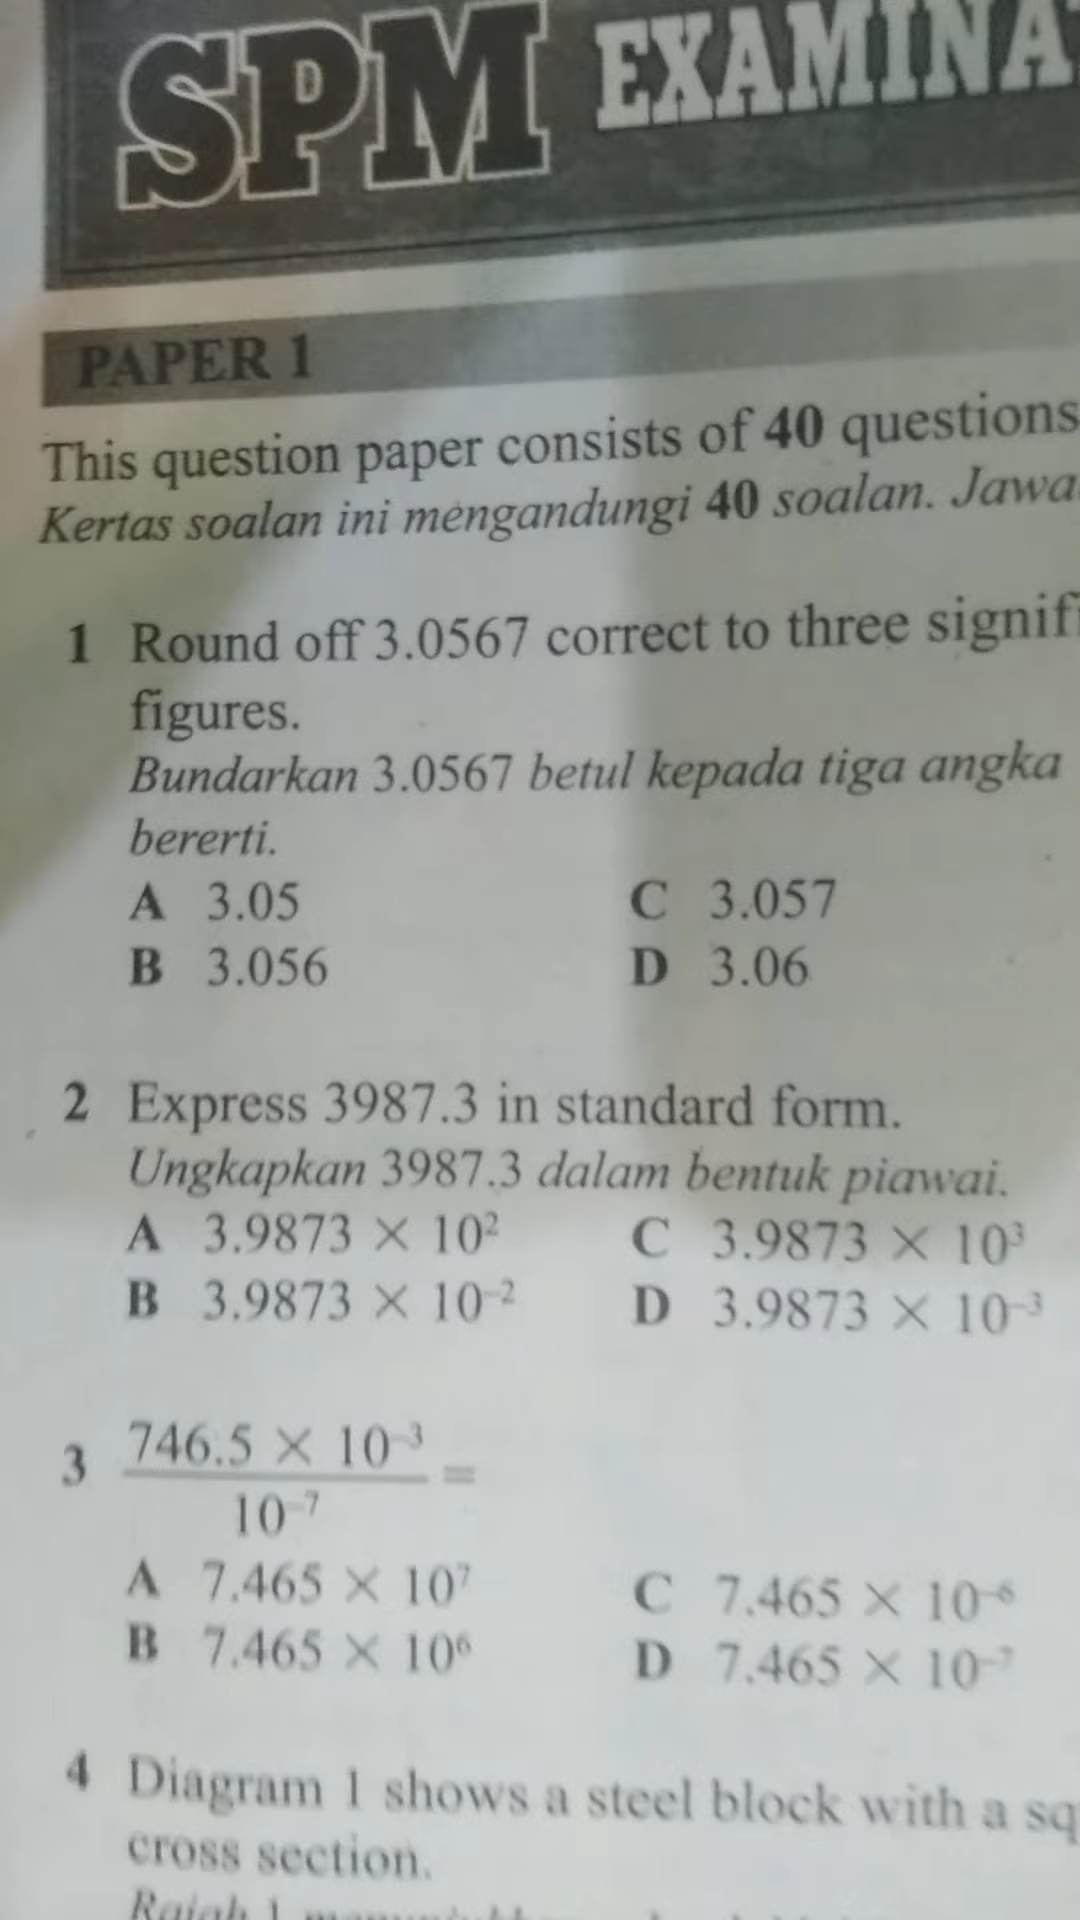 SPM EXAMINA
PAPER 1
This question paper consists of 40 questions
Kertas soalan ini mengandungi 40 soalan. Jawa
1 Round off 3.0567 correct to three signifi
figures.
Bundarkan 3.0567 betul kepada tiga angka
bererti.
A 3.05 C 3.057
B 3.056 D 3.06
2 Express 3987.3 in standard form.
Ungkapkan 3987.3 dalam bentuk piawai.
A 3.9873 × 10² C 3.9873 × 10³
B 3.9873 × 10⁻² D 3.9873 × 10⁻³
3 746.5 × 10⁻³ =
10⁻⁷
A 7.465 × 10⁷ C 7.465 × 10⁻⁶
B 7.465 × 10⁶ D 7.465 × 10⁻⁷
4 Diagram 1 shows a steel block with a sq
cross section.
Rajah 1